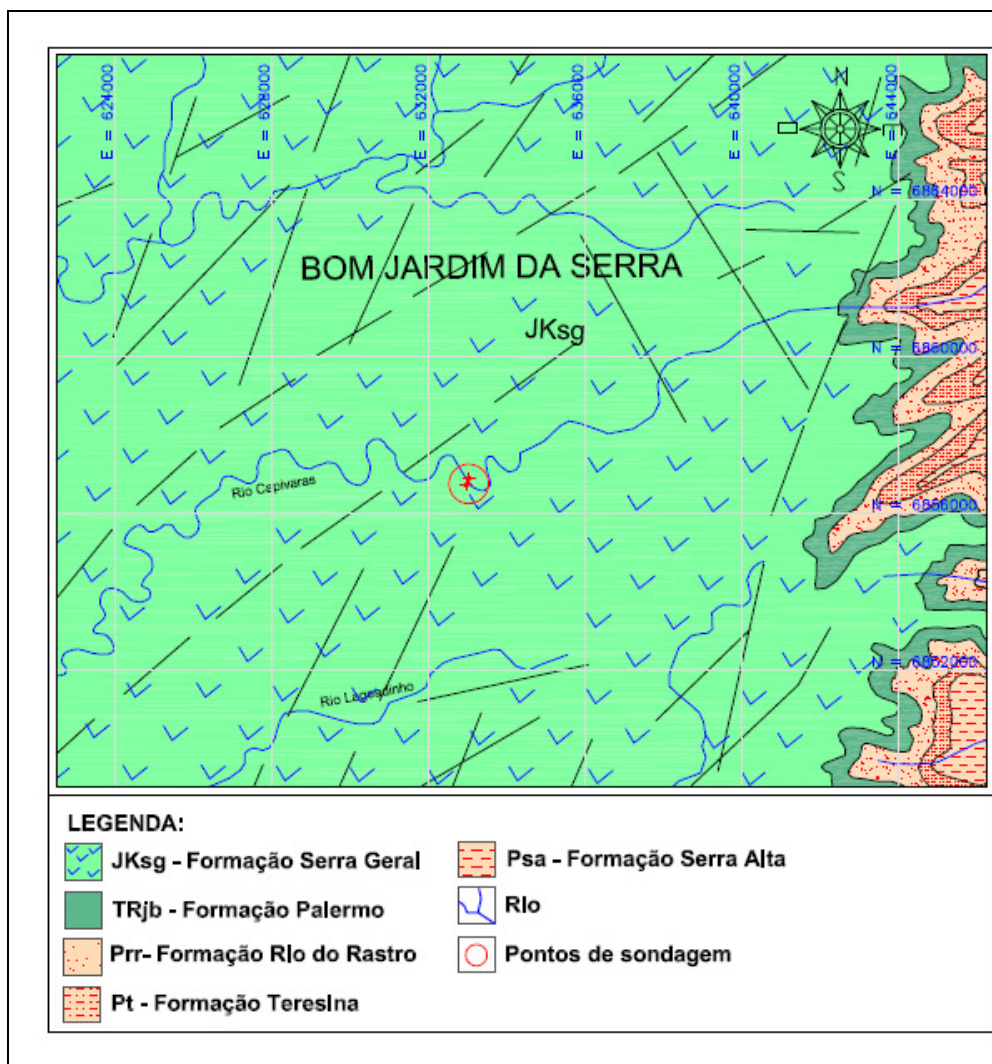 E = 624000
E = 628000
E = 632000
E = 636000
E = 640000
E = 644000
N
O
E
S
N = 6864000
BOM JARDIM DA SERRA
JKsg
N = 6860000
Rio Capivaras
N = 6856000
N = 6852000
Rio Lageadinho
LEGENDA:
JKsg - Formação Serra Geral
TRjb - Formação Palermo
Prr- Formação Rio do Rastro
Pt - Formação Teresina
Psa - Formação Serra Alta
Rio
Pontos de sondagem